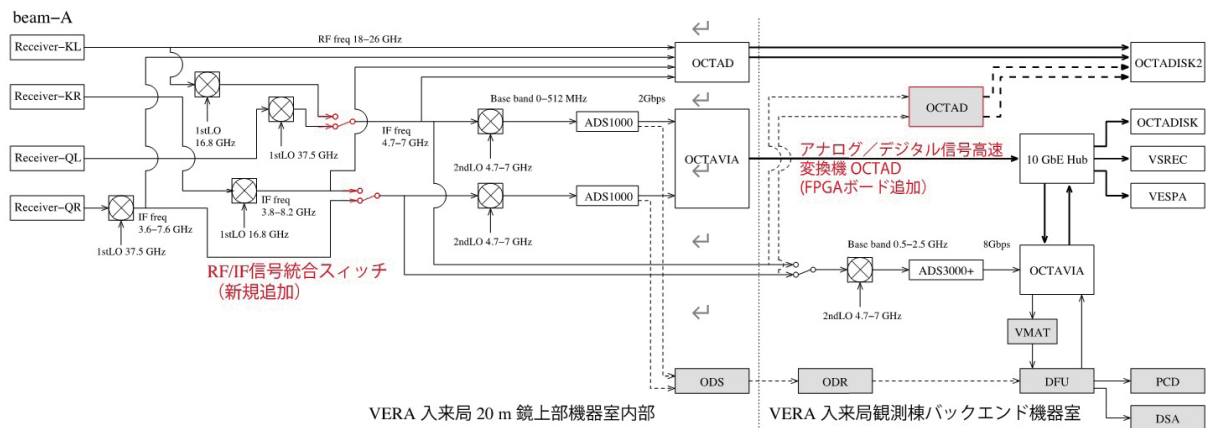 beam−A
Receiver−KL
RF freq 18−26 GHz
OCTAD
OCTADISK2
Receiver−KR
1stLO
16.8 GHz
1stLO 37.5 GHz
IF freq
4.7−7 GHz
Base band 0−512 MHz
2Gbps
ADS1000
2ndLO 4.7−7 GHz
OCTAVIA
OCTAD
OCTADISK
アナログ／デジタル信号高速
変換機 OCTAD
(FPGAボード追加）
10 GbE Hub
VSREC
VESPA
Receiver−QL
Receiver−QR
IF freq
3.6−7.6 GHz
1stLO 37.5 GHz
IF freq
3.8−8.2 GHz
1stLO 16.8 GHz
ADS1000
2ndLO 4.7−7 GHz
RF/IF信号統合スィッチ
（新規追加）
Base band 0.5−2.5 GHz
8Gbps
ADS3000+
OCTAVIA
2ndLO 4.7−7 GHz
VMAT
ODS
ODR
DFU
PCD
DSA
VERA 入来局 20 m 鏡上部機器室内部
VERA 入来局観測棟バックエンド機器室